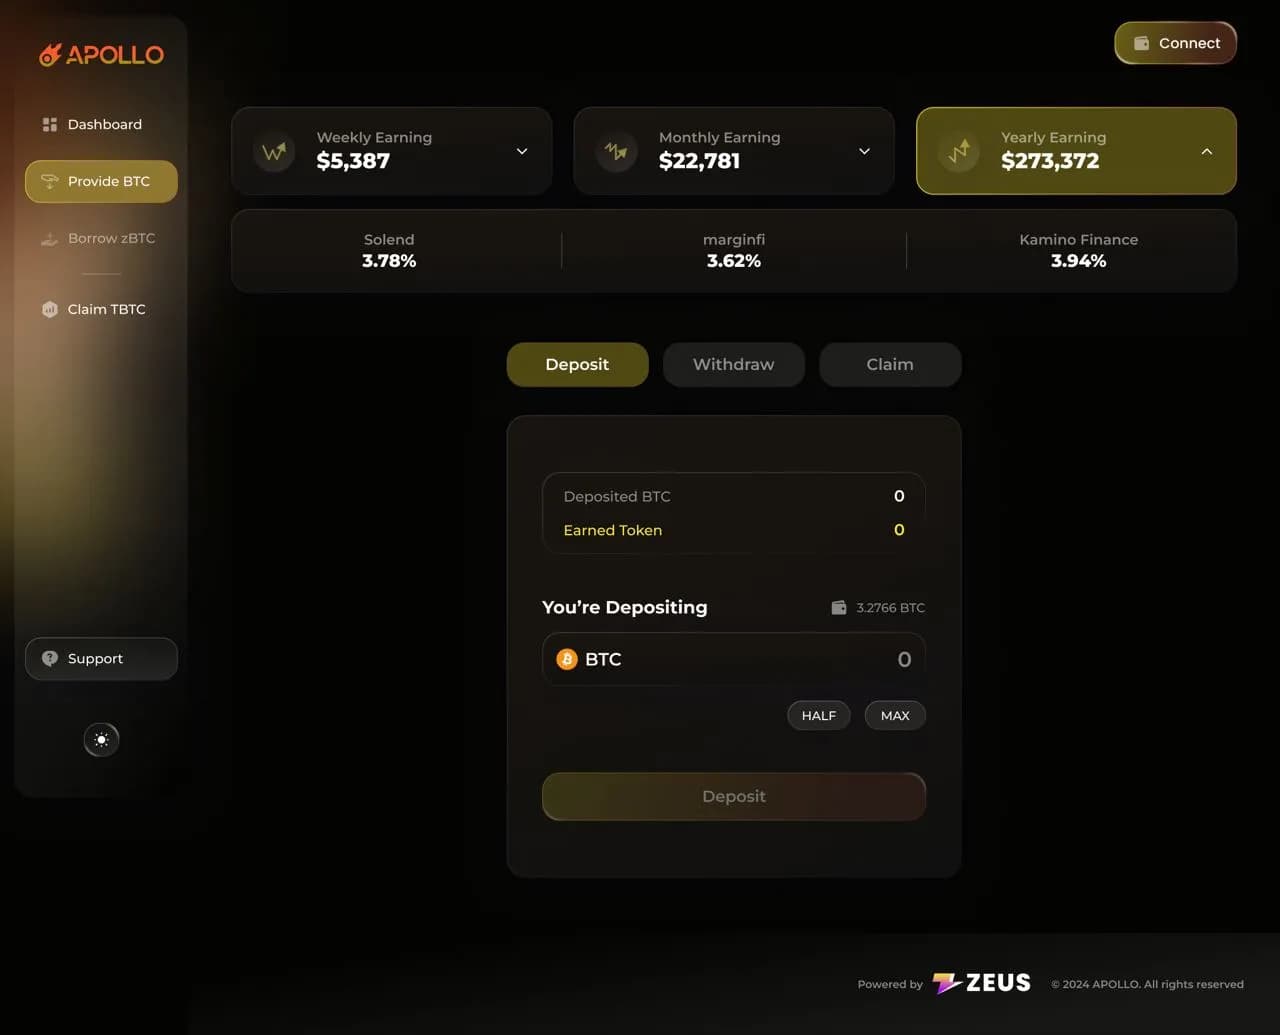 APOLLO
Connect
Dashboard
Provide BTC
Borrow zBTC
Claim TBTC
Support
Weekly Earning
$5,387
Monthly Earning
$22,781
Yearly Earning
$273,372
Solend
3.78%
marginfi
3.62%
Kamino Finance
3.94%
Deposit
Withdraw
Claim
Deposited BTC 0
Earned Token 0
You’re Depositing 3.2766 BTC
BTC 0
HALF MAX
Deposit
Powered by ZEUS © 2024 APOLLO. All rights reserved